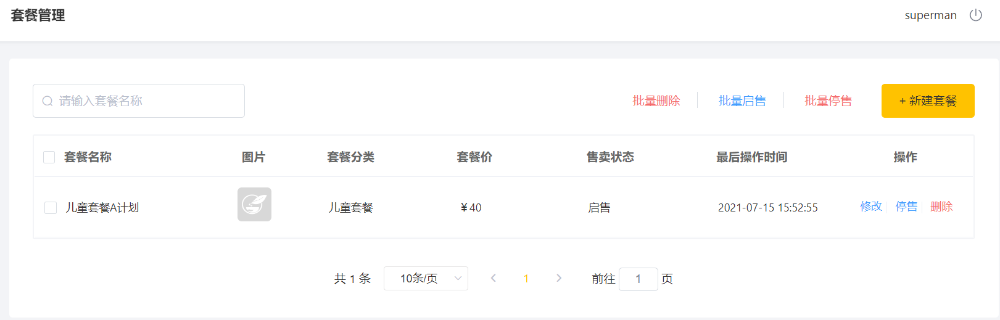 套餐管理
superman
请输入套餐名称
批量删除
批量启售
批量停售
+ 新建套餐
套餐名称 图片 套餐分类 套餐价 售卖状态 最后操作时间 操作
儿童套餐A计划 儿童套餐 ￥40 启售 2021-07-15 15:52:55 修改 停售 删除
共 1 条 10条/页 1 前往 1 页